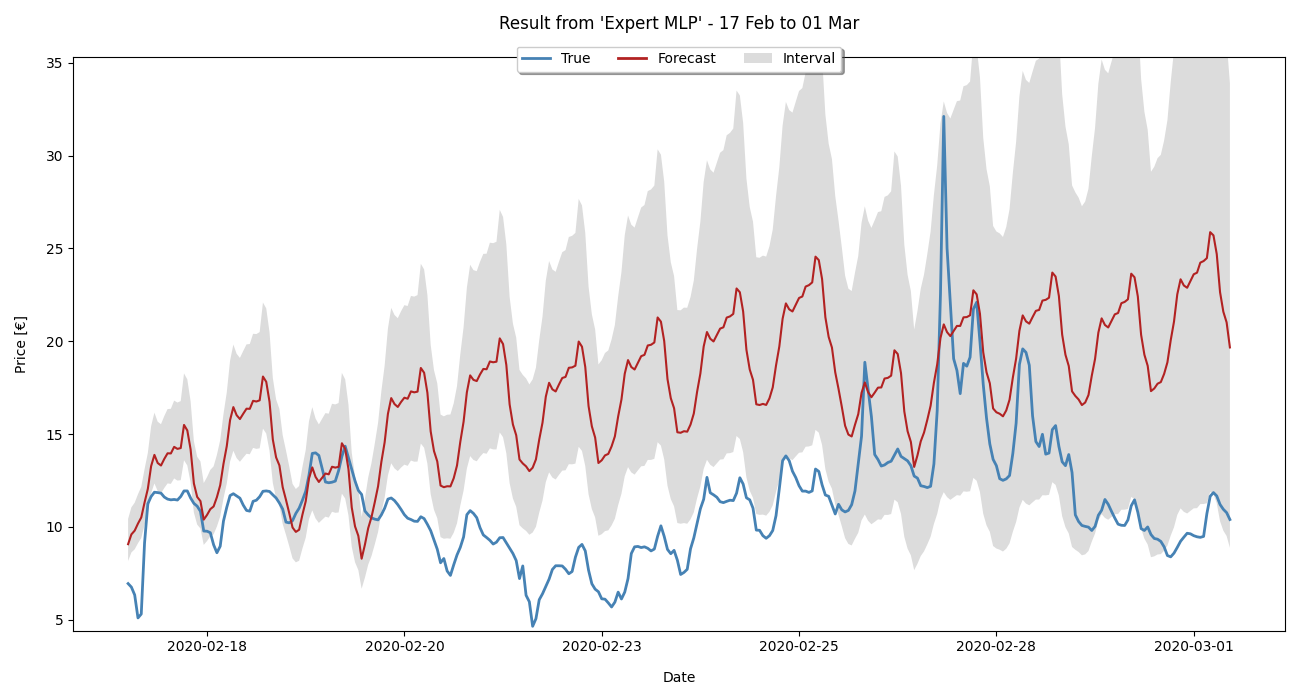 Result from 'Expert MLP' - 17 Feb to 01 Mar
True Forecast Interval
35
30
25
20
15
10
5
Price [€]
2020-02-18 2020-02-20 2020-02-23 2020-02-25 2020-02-28 2020-03-01
Date